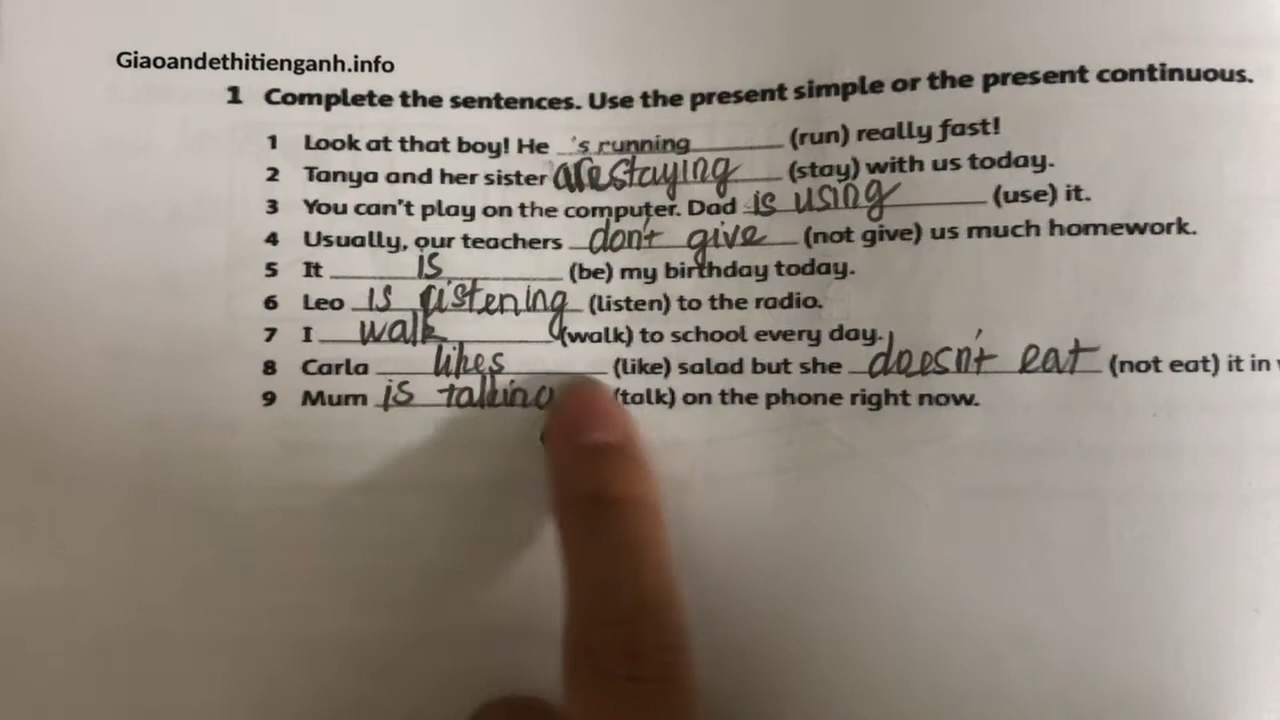 Giaoandethitienganh.info
1 Complete the sentences. Use the present simple or the present continuous.
1 Look at that boy! He 's running (run) really fast!
2 Tanya and her sister are staying (stay) with us today.
3 You can't play on the computer. Dad is using (use) it.
4 Usually, our teachers don't give (not give) us much homework.
5 It is (be) my birthday today.
6 Leo is listening (listen) to the radio.
7 I walk (walk) to school every day.
8 Carla likes (like) salad but she doesn't eat (not eat) it in
9 Mum is talking (talk) on the phone right now.